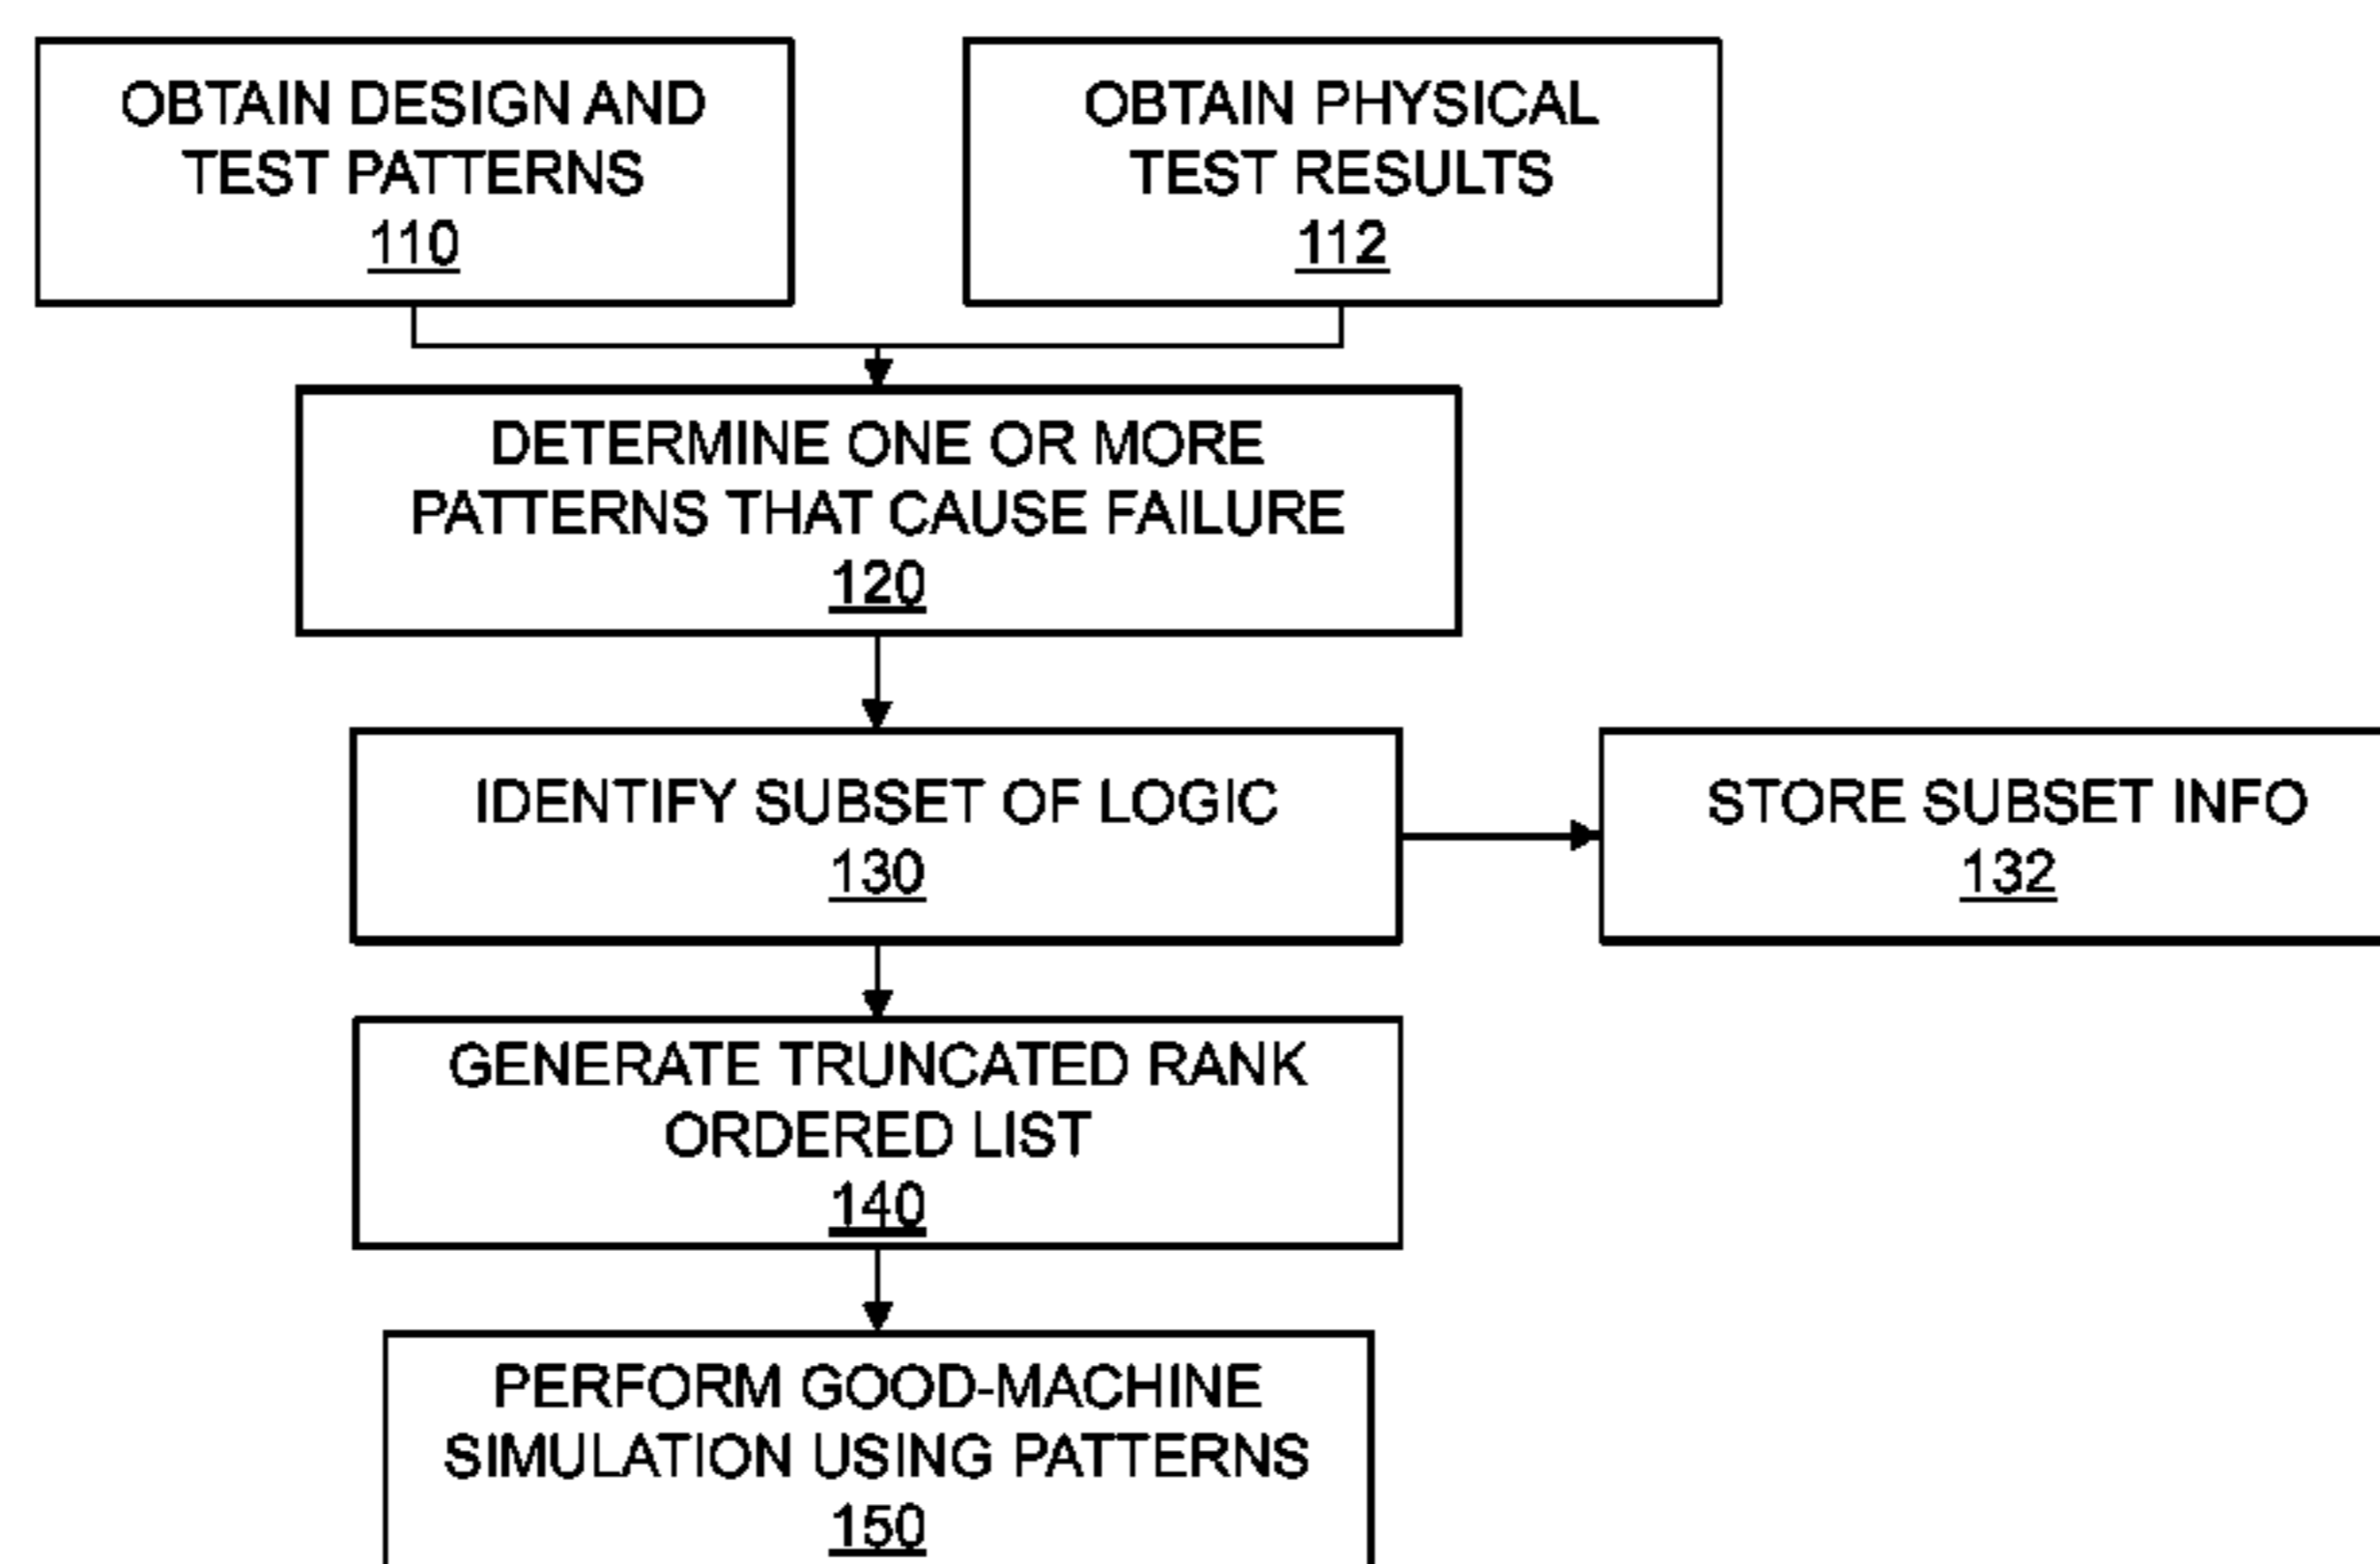 OBTAIN DESIGN AND
TEST PATTERNS
110
OBTAIN PHYSICAL
TEST RESULTS
112
DETERMINE ONE OR MORE
PATTERNS THAT CAUSE FAILURE
120
IDENTIFY SUBSET OF LOGIC
130
STORE SUBSET INFO
132
GENERATE TRUNCATED RANK
ORDERED LIST
140
PERFORM GOOD-MACHINE
SIMULATION USING PATTERNS
150